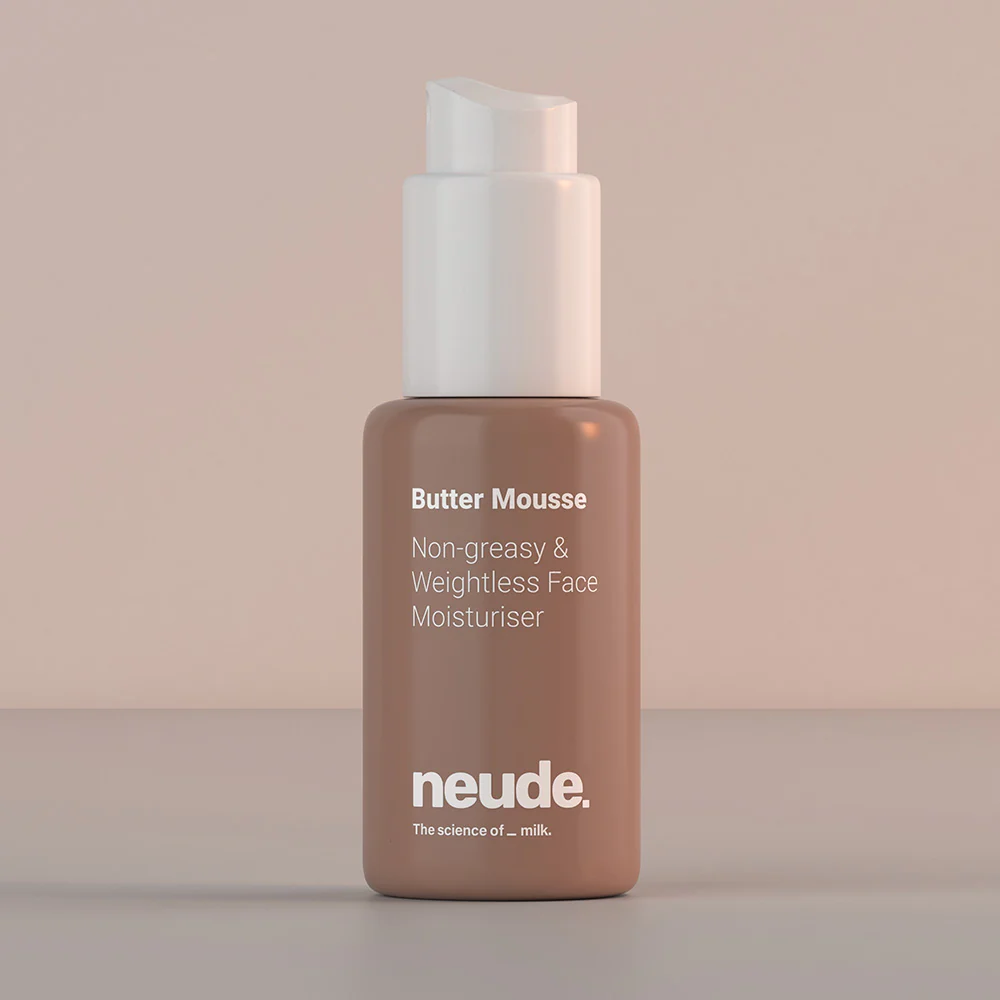 Butter Mousse
Non-greasy &
Weightless Face
Moisturiser
neude.
The science of _ milk.